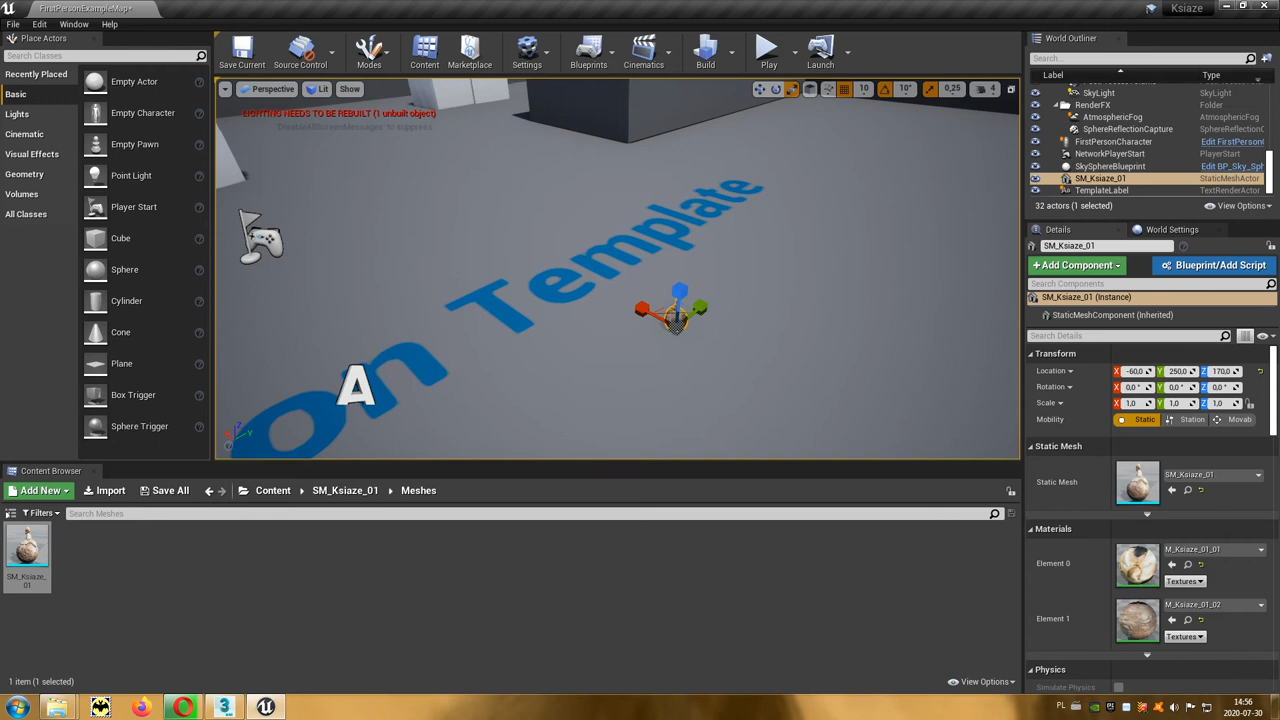 FirstPersonExampleMap*
Ksiaze
File Edit Window Help
Place Actors
Search Classes
Recently Placed
Basic
Lights
Cinematic
Visual Effects
Geometry
Volumes
All Classes
Empty Actor
Empty Character
Empty Pawn
Point Light
Player Start
Cube
Sphere
Cylinder
Cone
Plane
Box Trigger
Sphere Trigger
Save Current
Source Control
Modes
Content
Marketplace
Settings
Blueprints
Cinematics
Build
Play
Launch
Perspective Lit Show
10 10° 0,25 4
LIGHTING NEEDS TO BE REBUILT (1 unbuilt object)
'DisableAllScreenMessages' to suppress
on Template
A
World Outliner
Search...
Label Type
SkyLight SkyLight
RenderFX Folder
AtmosphericFog AtmosphericFog
SphereReflectionCapture SphereReflectionC
FirstPersonCharacter Edit FirstPerson
NetworkPlayerStart PlayerStart
SkySphereBlueprint Edit BP_Sky_Sph
SM_Ksiaze_01 StaticMeshActor
TemplateLabel TextRenderActor
32 actors (1 selected) View Options
Details World Settings
SM_Ksiaze_01
+Add Component Blueprint/Add Script
Search Components
SM_Ksiaze_01 (Instance)
StaticMeshComponent (Inherited)
Search Details
Transform
Location X -60,0 Y 250,0 Z 170,0
Rotation X 0,0 ° Y 0,0 ° Z 0,0 °
Scale X 1,0 Y 1,0 Z 1,0
Mobility Static Station Movab
Static Mesh
Static Mesh SM_Ksiaze_01
Materials
Element 0 M_Ksiaze_01_01
Textures
Element 1 M_Ksiaze_01_02
Textures
Physics
Simulate Physics
Content Browser
Add New Import Save All Content SM_Ksiaze_01 Meshes
Filters Search Meshes
SM_Ksiaze_
01
1 item (1 selected) View Options
PL
14:56
2020-07-30